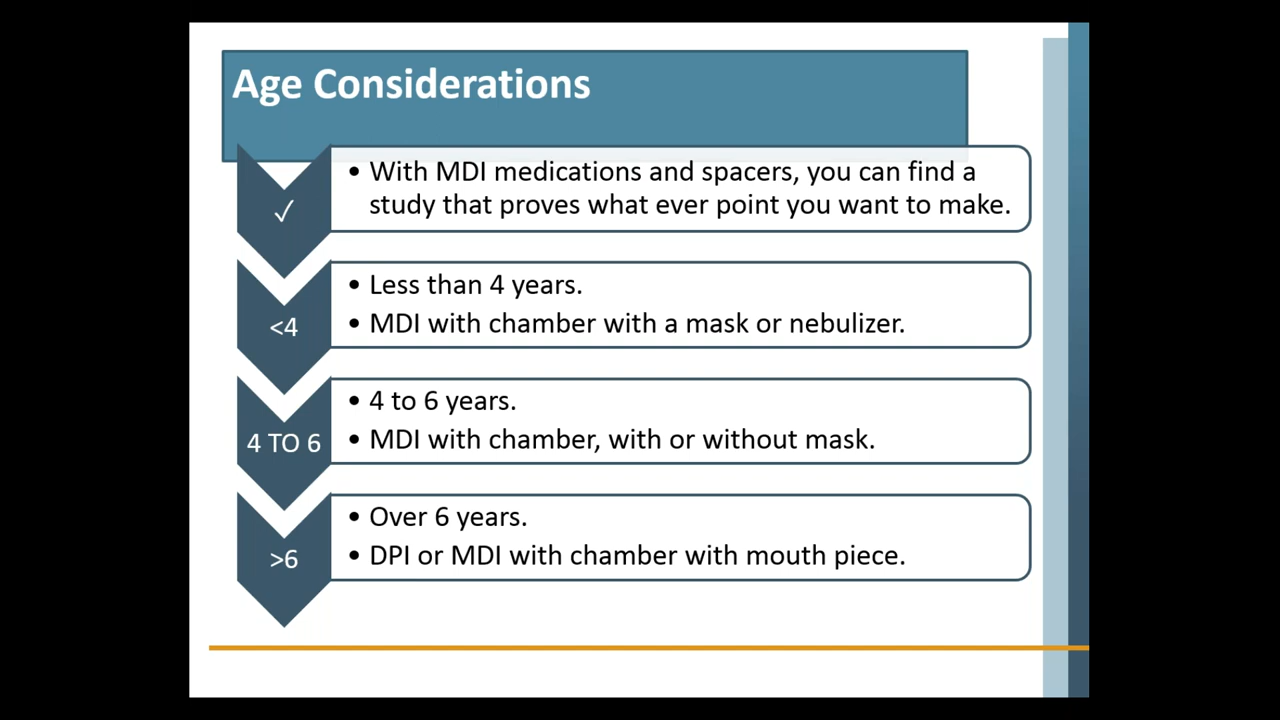 Age Considerations
✓
• With MDI medications and spacers, you can find a
study that proves what ever point you want to make.
<4
• Less than 4 years.
• MDI with chamber with a mask or nebulizer.
4 TO 6
• 4 to 6 years.
• MDI with chamber, with or without mask.
>6
• Over 6 years.
• DPI or MDI with chamber with mouth piece.